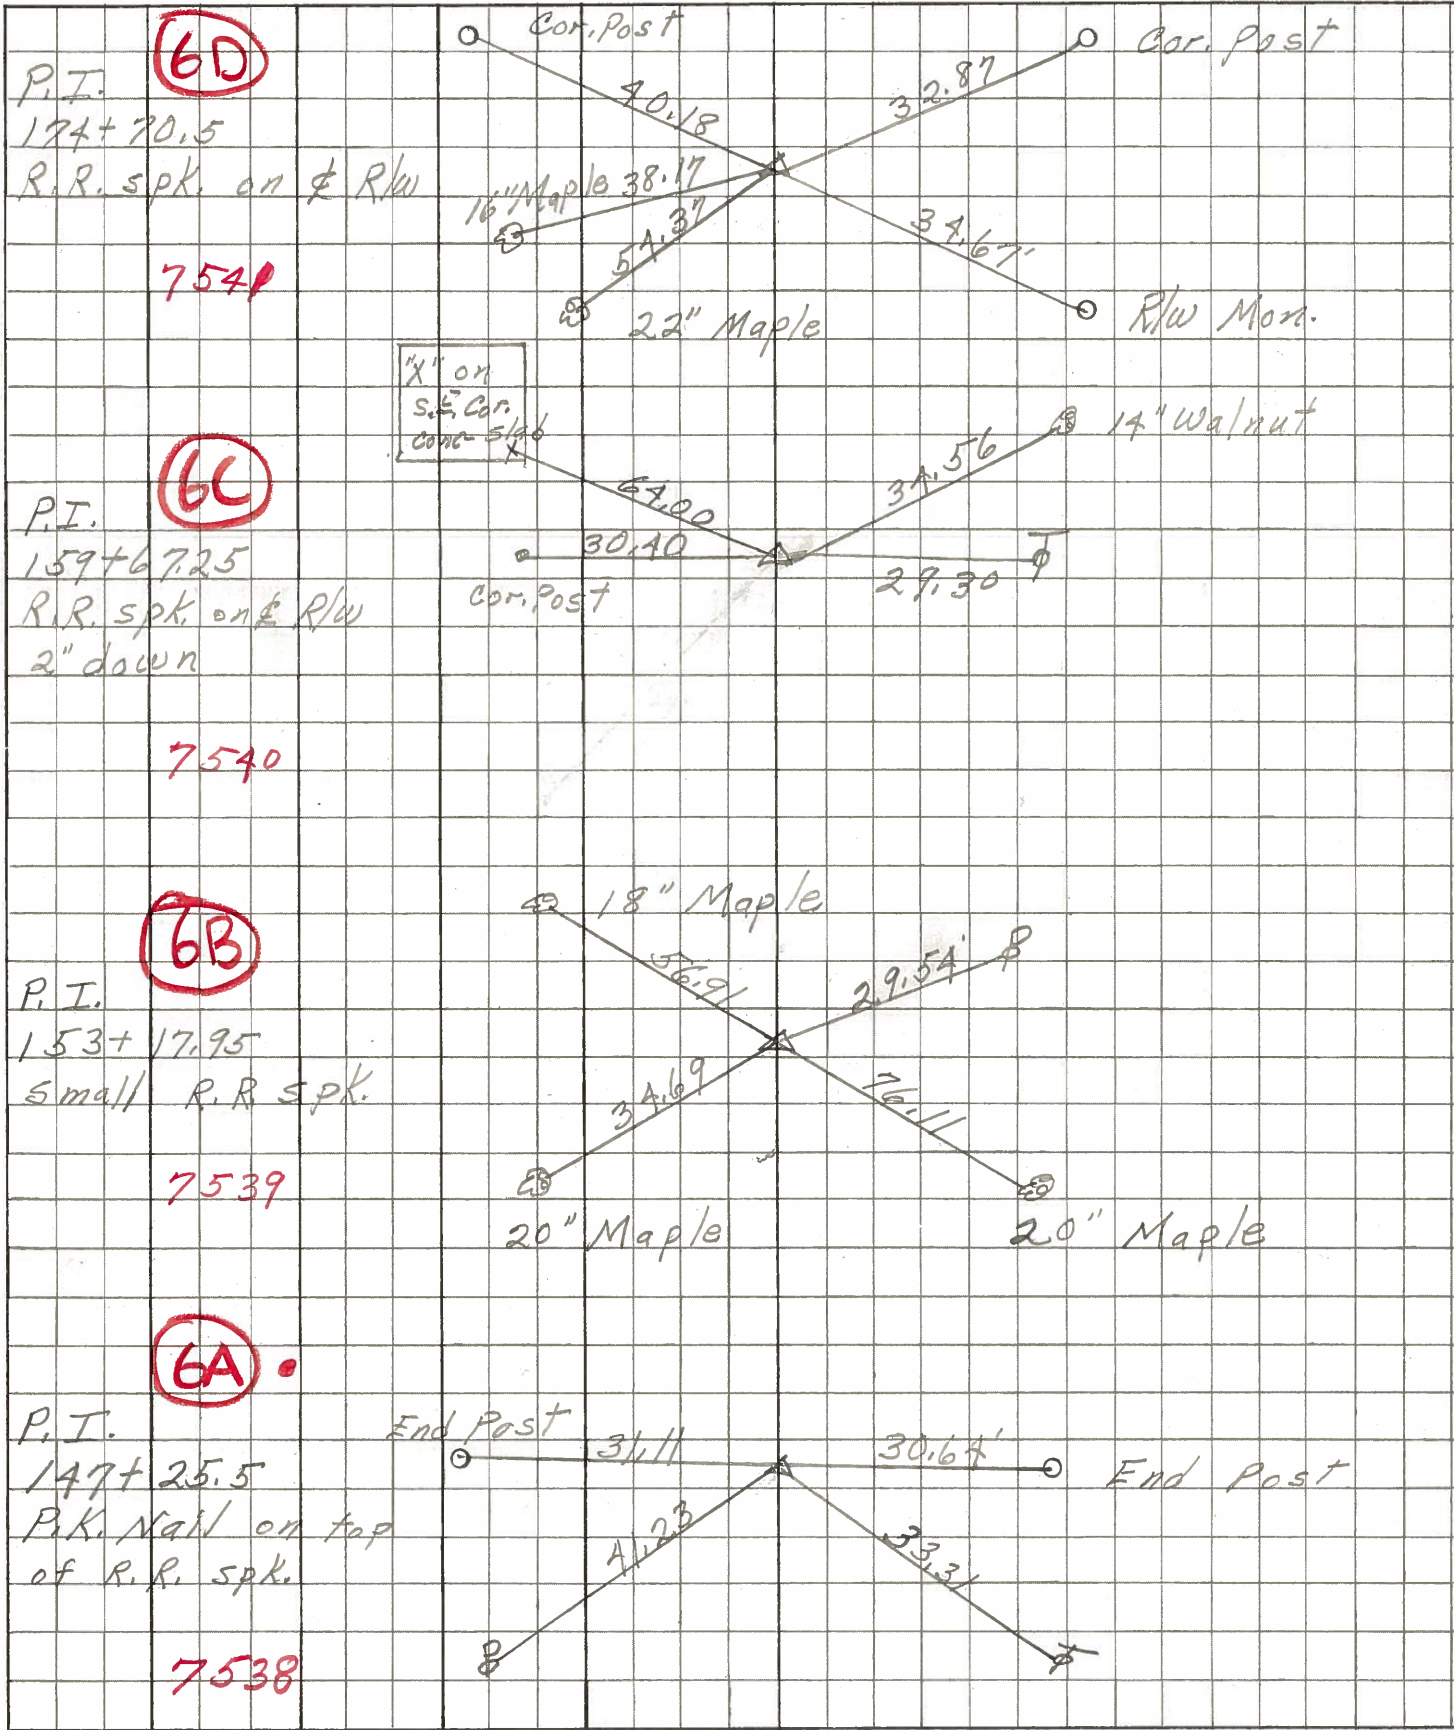 6D
Cor. Post
Cor. Post
P.I.
40.18
32.87
174+70.5
R.R. spk. on ℄ R/W
16" Maple 38.17
54.37
34.67'
7541
22" Maple
R/W Mon.
"X" on
S.E. Cor.
conc. slab
14" Walnut
6C
64.00
34.56
P.I.
30.40
159+67.25
29.30
Cor. Post
R.R. spk. on ℄ R/W
2" down
7540
18" Maple
6B
56.91
29.54'
P.I.
153+17.95
34.69
76.11
small R.R. spk.
7539
20" Maple
20" Maple
6A
P.I.
End Post
31.11
30.64'
End Post
147+25.5
P.K. Nail on top
of R.R. spk.
41.23
33.31
7538